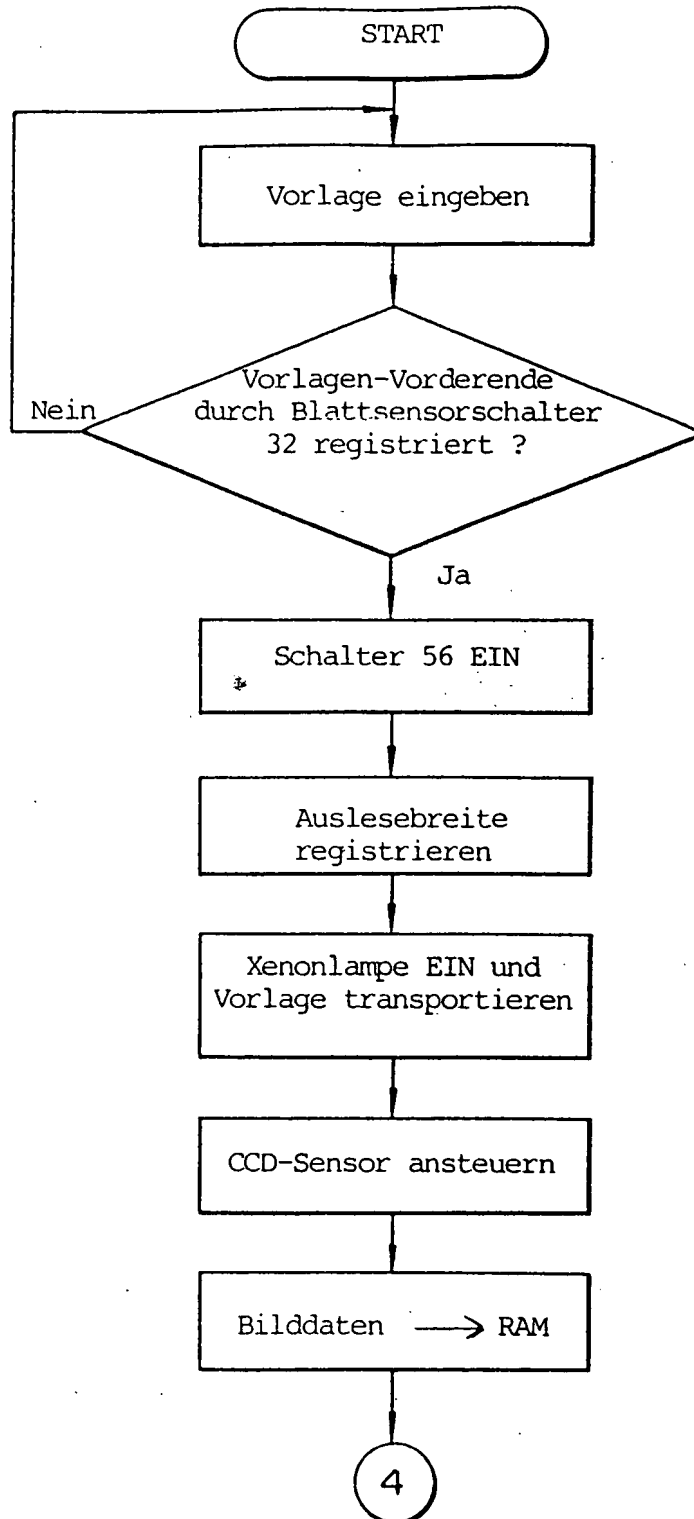 START
Vorlage eingeben
Vorlagen-Vorderende
durch Blattsensorschalter
32 registriert ?
Nein
Ja
Schalter 56 EIN
Auslesebreite
registrieren
Xenonlampe EIN und
Vorlage transportieren
CCD-Sensor ansteuern
Bilddaten → RAM
4